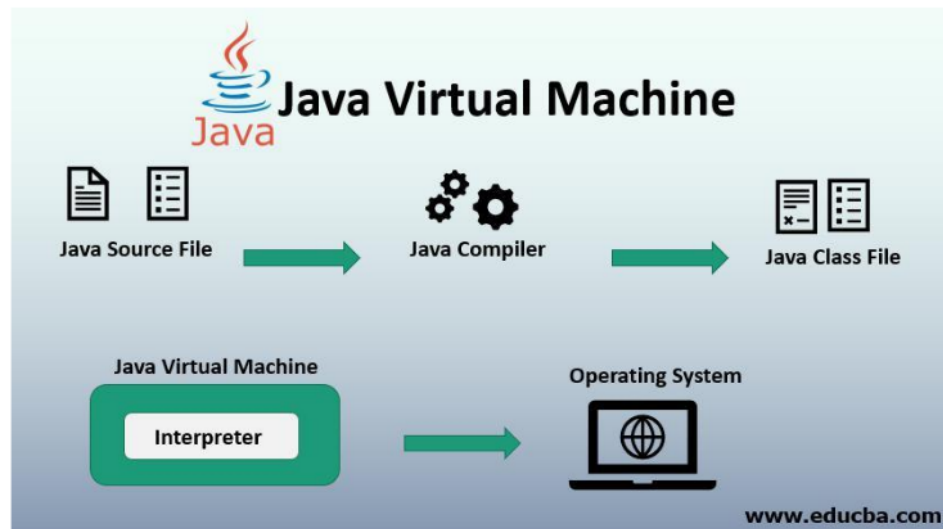 Java
Java Virtual Machine
Java Source File
Java Compiler
Java Class File
Java Virtual Machine
Interpreter
Operating System
www.educba.com